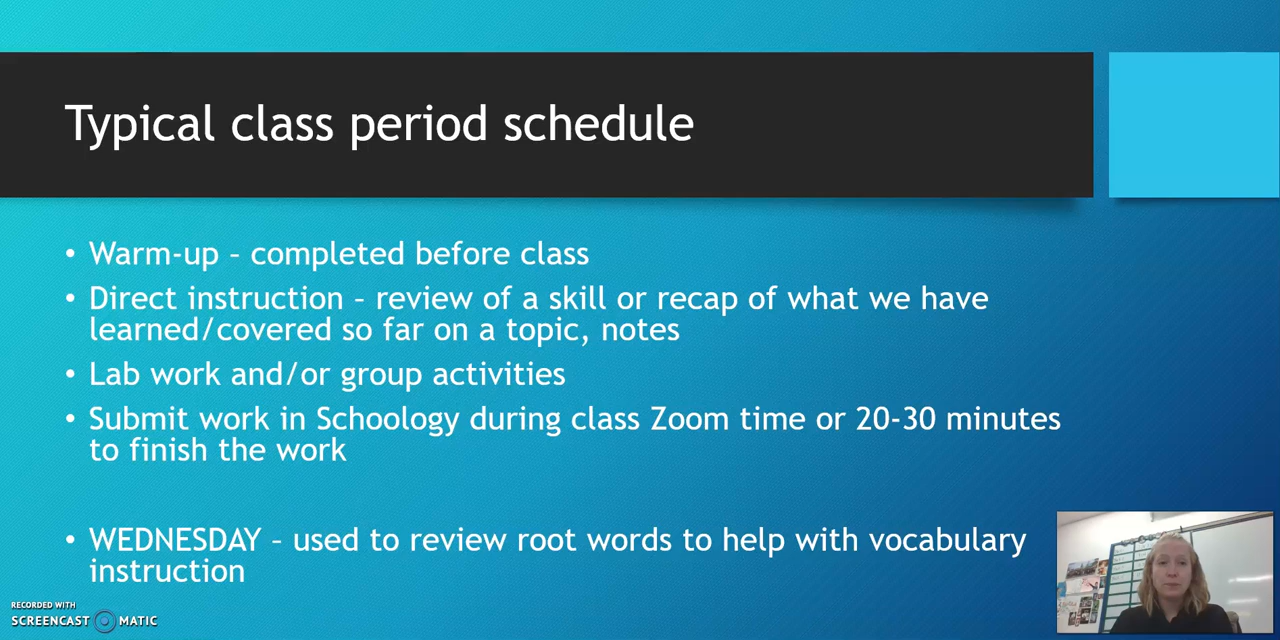 Typical class period schedule
• Warm-up – completed before class
• Direct instruction – review of a skill or recap of what we have
learned/covered so far on a topic, notes
• Lab work and/or group activities
• Submit work in Schoology during class Zoom time or 20-30 minutes
to finish the work
• WEDNESDAY – used to review root words to help with vocabulary
instruction
RECORDED WITH
SCREENCAST MATIC